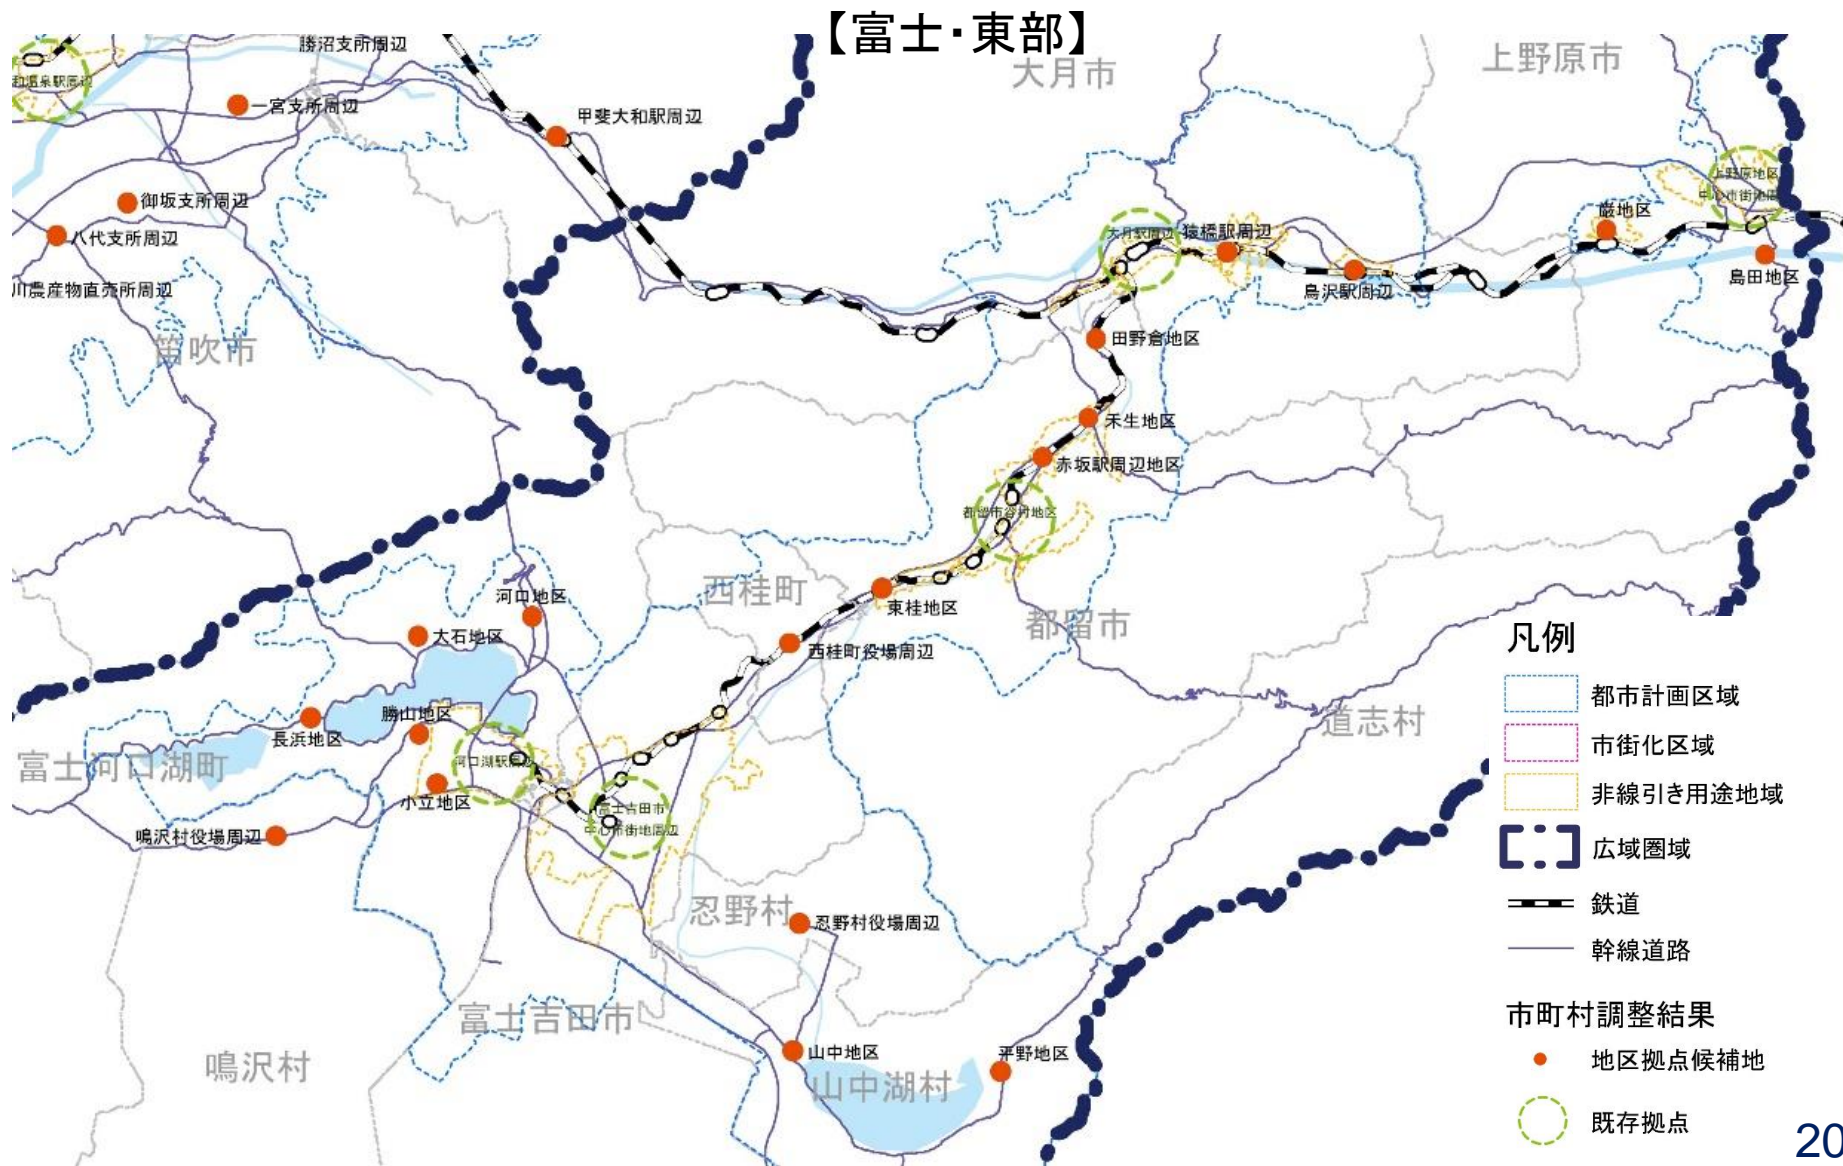 【富士・東部】
勝沼支所周辺
大月市
上野原市
和温泉駅周辺
一宮支所周辺
甲斐大和駅周辺
御坂支所周辺
八代支所周辺
川農産物直売所周辺
笛吹市
大月駅周辺
猿橋駅周辺
鳥沢駅周辺
巌地区
上野原地区
中心市街地周
島田地区
田野倉地区
禾生地区
赤坂駅周辺地区
都留市谷村地区
西桂町
東桂地区
都留市
西桂町役場周辺
河口地区
大石地区
勝山地区
長浜地区
富士河口湖町
河口湖駅周辺
小立地区
鳴沢村役場周辺
富士吉田市
中心市街地周辺
道志村
忍野村
忍野村役場周辺
富士吉田市
鳴沢村
山中地区
平野地区
山中湖村
凡例
都市計画区域
市街化区域
非線引き用途地域
広域圏域
鉄道
幹線道路
市町村調整結果
地区拠点候補地
既存拠点
20